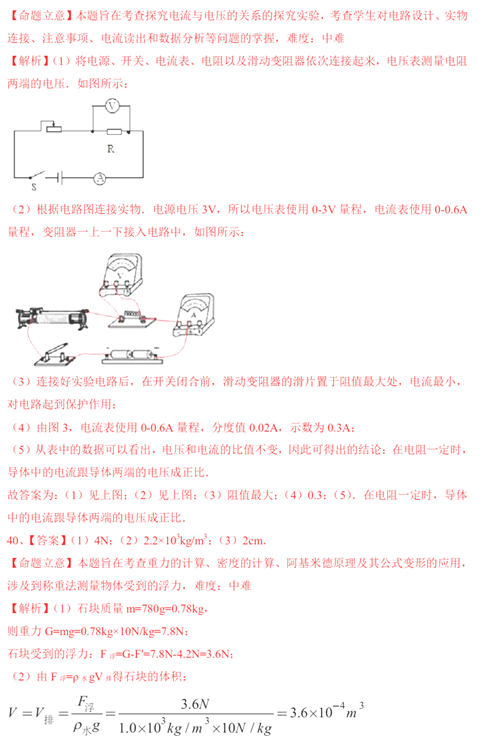 【命题立意】本题旨在考查探究电流与电压的关系的探究实验，考查学生对电路设计、实物
连接、注意事项、电流读出和数据分析等问题的掌握，难度：中难
【解析】（1）将电源、开关、电流表、电阻以及滑动变阻器依次连接起来，电压表测量电阻
两端的电压．如图所示：
V
R
S
A
（2）根据电路图连接实物．电源电压 3V，所以电压表使用 0-3V 量程，电流表使用 0-0.6A
量程，变阻器一上一下接入电路中，如图所示：
V
A
（3）连接好实验电路后，在开关闭合前，滑动变阻器的滑片置于阻值最大处，电流最小，
对电路起到保护作用；
（4）由图 3，电流表使用 0-0.6A 量程，分度值 0.02A，示数为 0.3A；
（5）从表中的数据可以看出，电压和电流的比值不变，因此可得出的结论：在电阻一定时，
导体中的电流跟导体两端的电压成正比．
故答案为：（1）见上图；（2）见上图；（3）阻值最大；（4）0.3；（5）．在电阻一定时，导体
中的电流跟导体两端的电压成正比．
40、【答案】（1）4N；（2）2.2×10³kg/m³；（3）2cm．
【命题立意】本题旨在考查重力的计算、密度的计算、阿基米德原理及其公式变形的应用，
涉及到称重法测量物体受到的浮力，难度：中难
【解析】（1）石块质量 m=780g=0.78kg，
则重力 G=mg=0.78kg×10N/kg=7.8N；
石块受到的浮力：F浮=G-F'=7.8N-4.2N=3.6N；
（2）由 F浮=ρ水gV排得石块的体积：
V=V排=F浮/ρ水g=3.6N/1.0×10³kg/m³×10N/kg=3.6×10⁻⁴m³